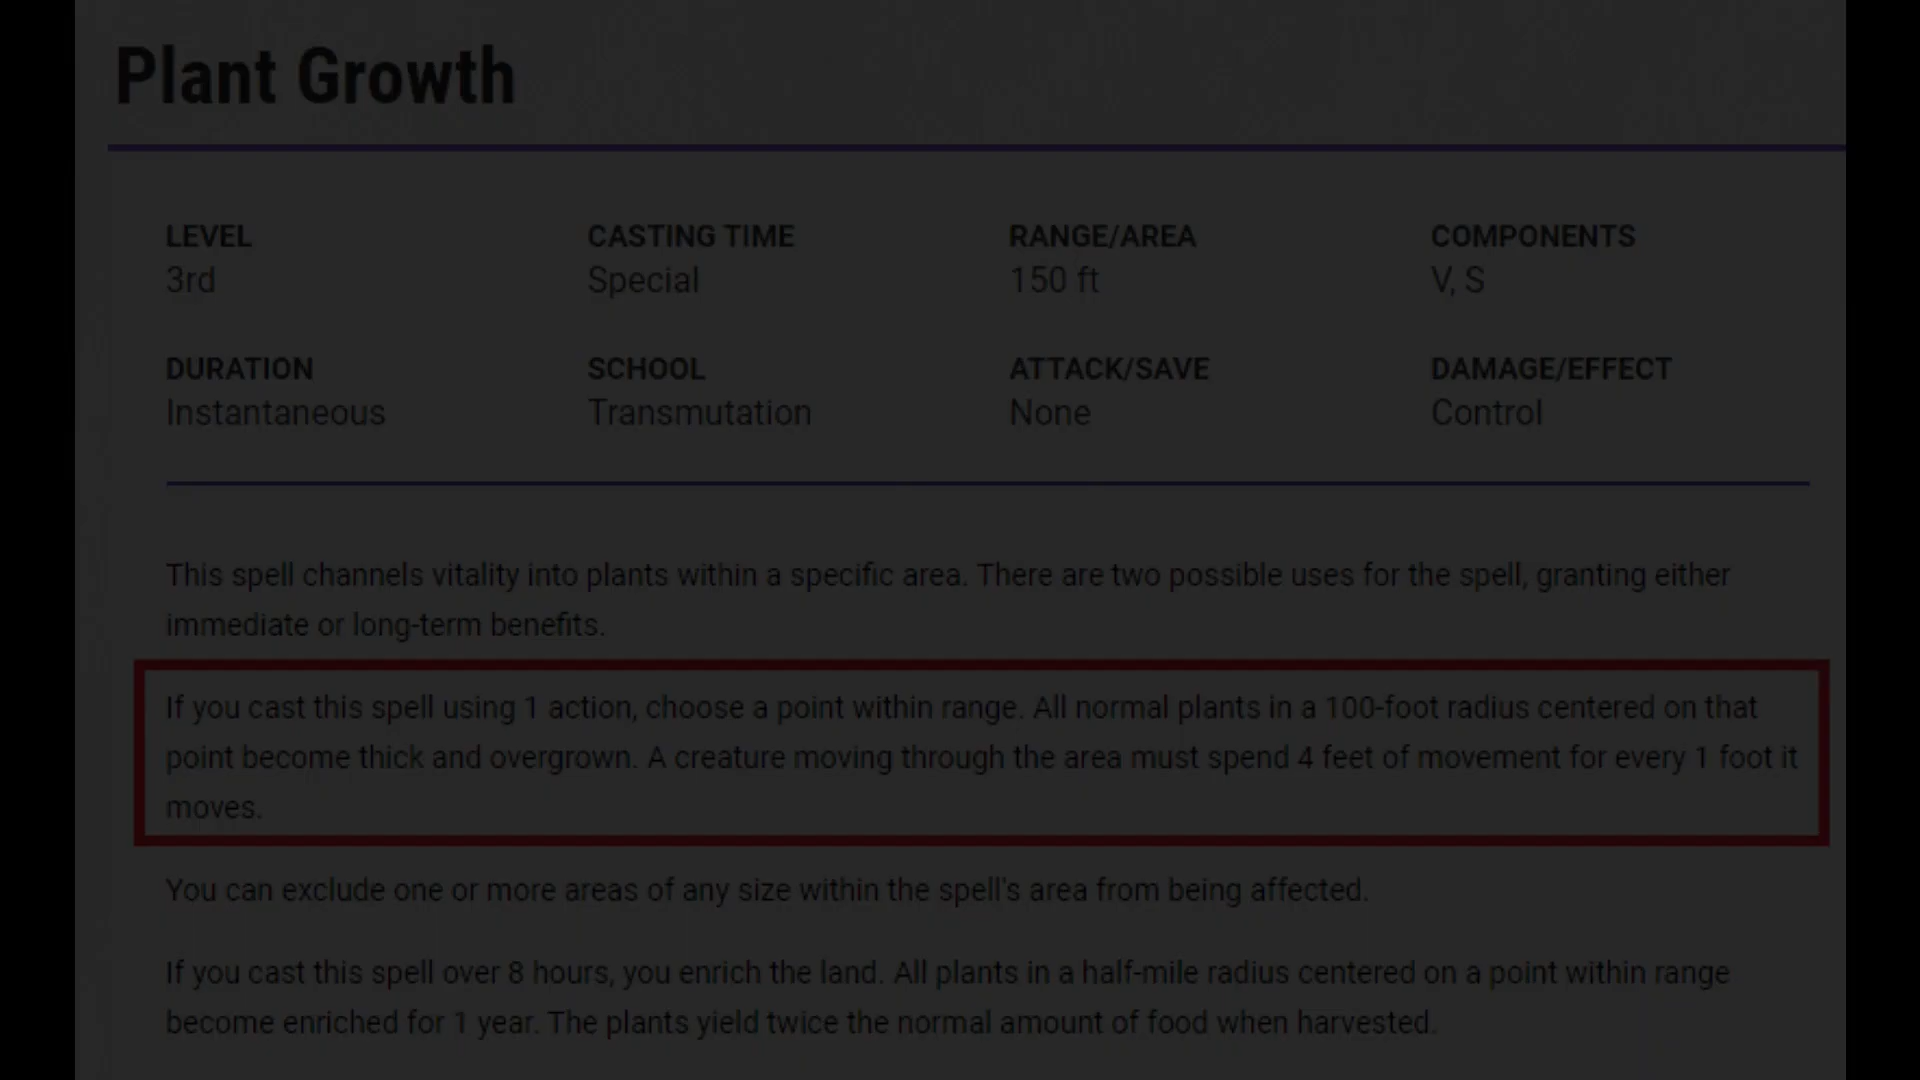 Plant Growth
LEVEL CASTING TIME RANGE/AREA COMPONENTS
3rd Special 150 ft V, S
DURATION SCHOOL ATTACK/SAVE DAMAGE/EFFECT
Instantaneous Transmutation None Control
This spell channels vitality into plants within a specific area. There are two possible uses for the spell, granting either
immediate or long-term benefits.
If you cast this spell using 1 action, choose a point within range. All normal plants in a 100-foot radius centered on that
point become thick and overgrown. A creature moving through the area must spend 4 feet of movement for every 1 foot it
moves.
You can exclude one or more areas of any size within the spell's area from being affected.
If you cast this spell over 8 hours, you enrich the land. All plants in a half-mile radius centered on a point within range
become enriched for 1 year. The plants yield twice the normal amount of food when harvested.